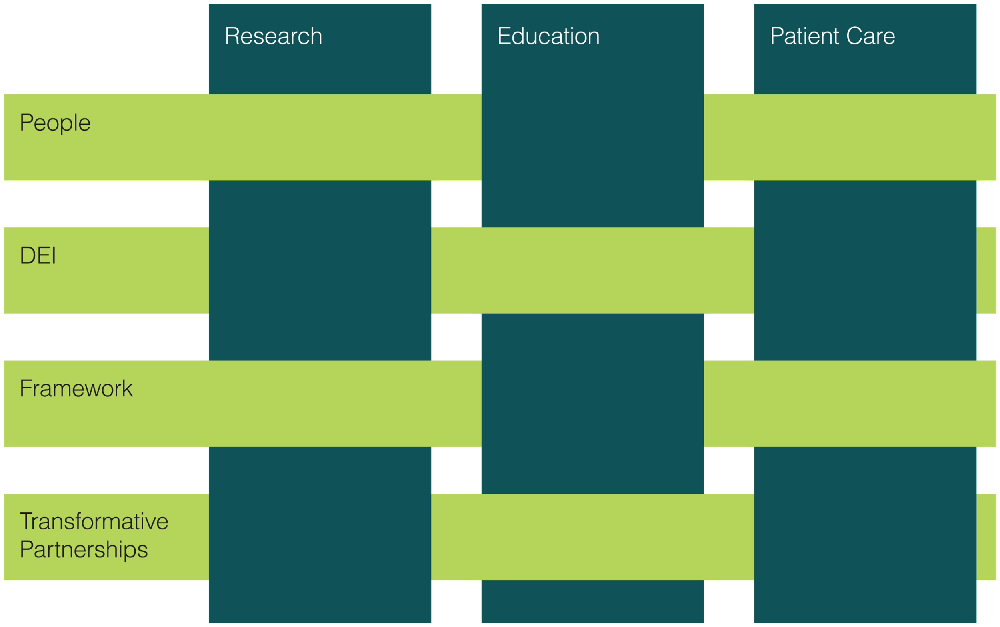 Research
Education
Patient Care
People
DEI
Framework
Transformative
Partnerships